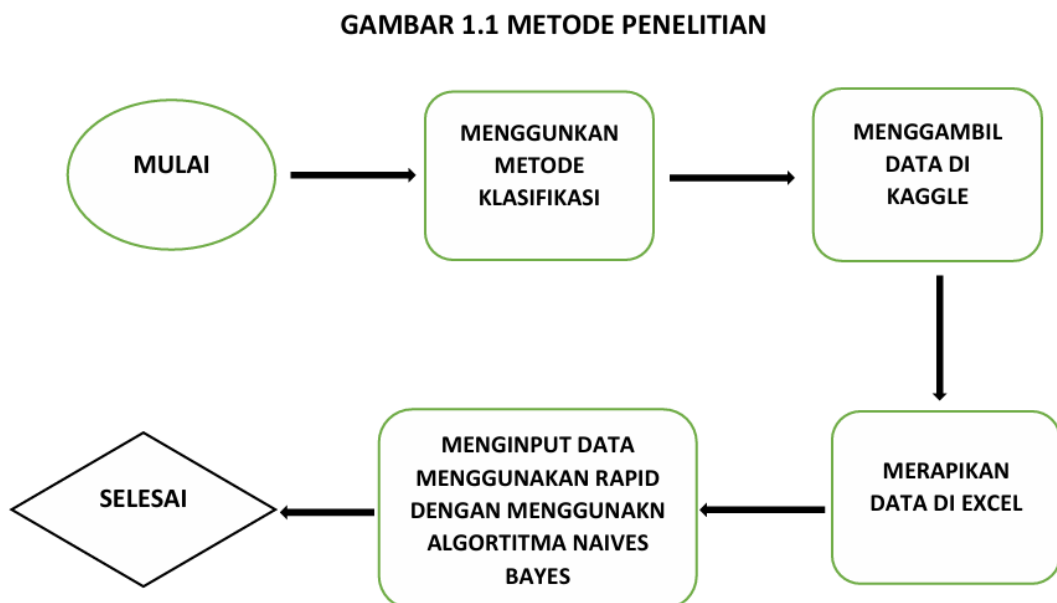 GAMBAR 1.1 METODE PENELITIAN
MULAI
MENGGUNKAN
METODE
KLASIFIKASI
MENGGAMBIL
DATA DI
KAGGLE
MERAPIKAN
DATA DI EXCEL
MENGINPUT DATA
MENGGUNAKAN RAPID
DENGAN MENGGUNAKN
ALGORTITMA NAIVES
BAYES
SELESAI